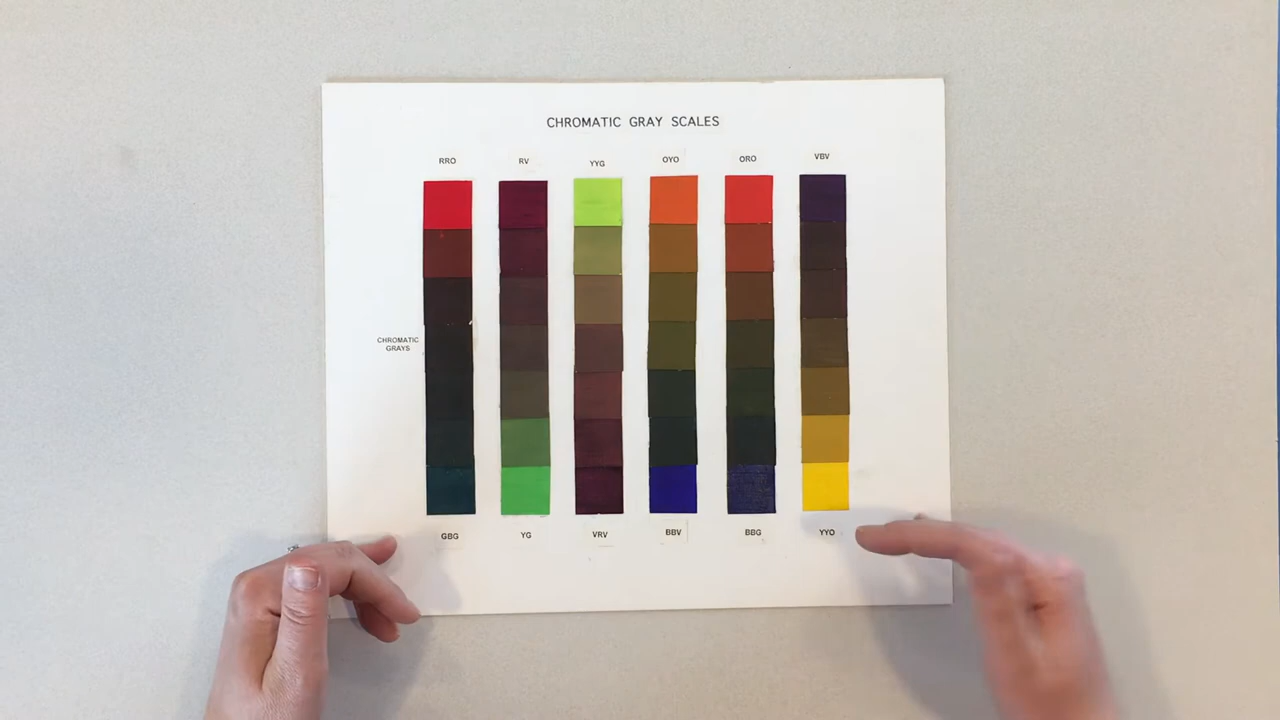 CHROMATIC GRAY SCALES
RRO RV YYG OYO ORO VBV
CHROMATIC
GRAYS
GBG YG VRV BBV BBG YYO